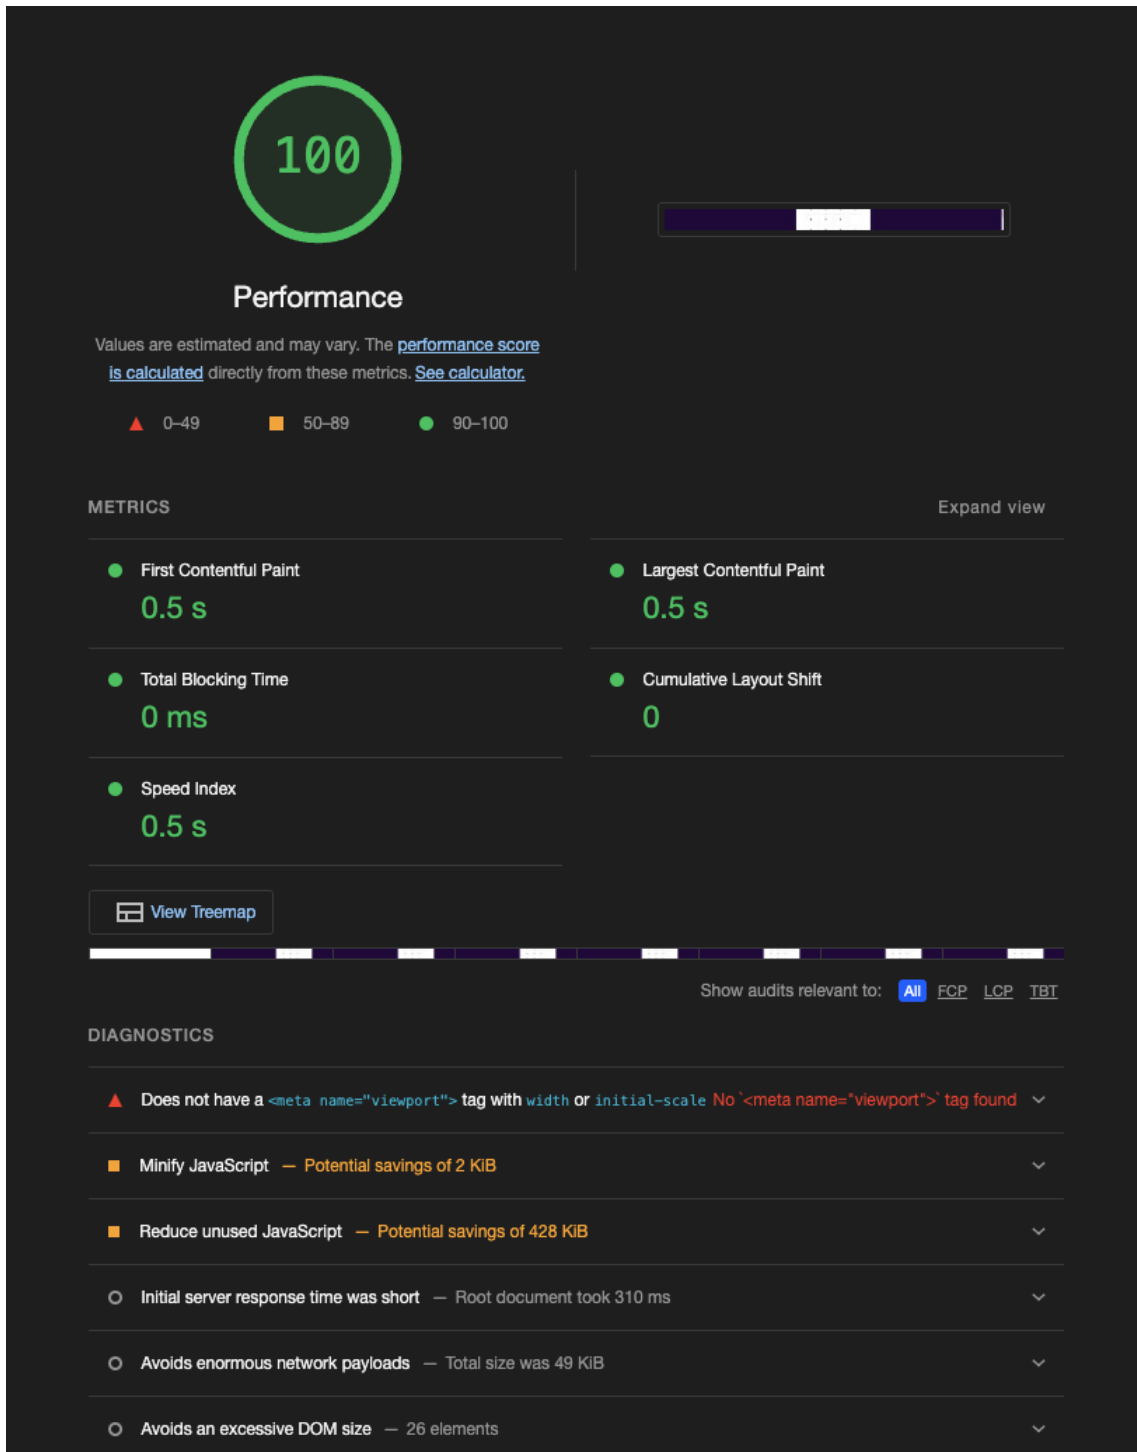 100
Performance
Values are estimated and may vary. The performance score
is calculated directly from these metrics. See calculator.
0–49
50–89
90–100
METRICS
Expand view
First Contentful Paint
0.5 s
Largest Contentful Paint
0.5 s
Total Blocking Time
0 ms
Cumulative Layout Shift
0
Speed Index
0.5 s
View Treemap
Show audits relevant to: All FCP LCP TBT
DIAGNOSTICS
Does not have a <meta name="viewport"> tag with width or initial-scale No `<meta name="viewport">` tag found
Minify JavaScript — Potential savings of 2 KiB
Reduce unused JavaScript — Potential savings of 428 KiB
Initial server response time was short — Root document took 310 ms
Avoids enormous network payloads — Total size was 49 KiB
Avoids an excessive DOM size — 26 elements